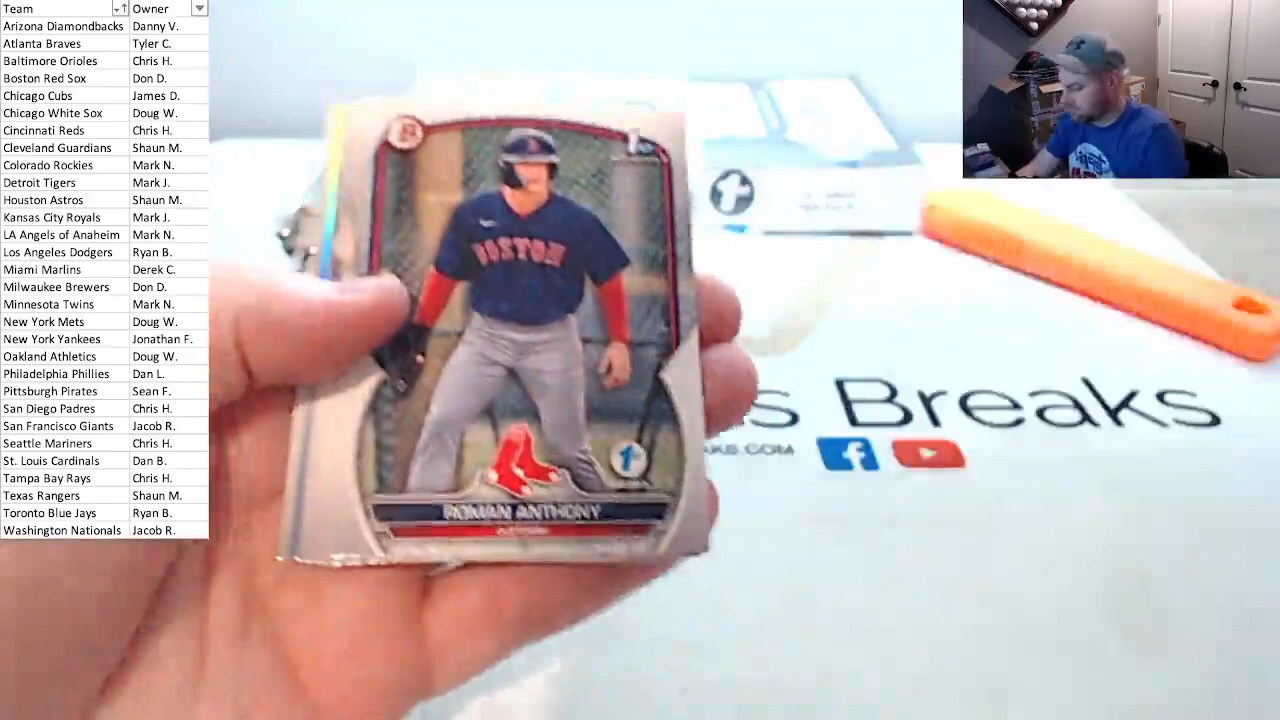 Team Owner
Arizona Diamondbacks Danny V.
Atlanta Braves Tyler C.
Baltimore Orioles Chris H.
Boston Red Sox Don D.
Chicago Cubs James D.
Chicago White Sox Doug W.
Cincinnati Reds Chris H.
Cleveland Guardians Shaun M.
Colorado Rockies Mark N.
Detroit Tigers Mark J.
Houston Astros Shaun M.
Kansas City Royals Mark J.
LA Angels of Anaheim Mark N.
Los Angeles Dodgers Ryan B.
Miami Marlins Derek C.
Milwaukee Brewers Don D.
Minnesota Twins Mark N.
New York Mets Doug W.
New York Yankees Jonathan F.
Oakland Athletics Doug W.
Philadelphia Phillies Dan L.
Pittsburgh Pirates Sean F.
San Diego Padres Chris H.
San Francisco Giants Jacob R.
Seattle Mariners Chris H.
St. Louis Cardinals Dan B.
Tampa Bay Rays Chris H.
Texas Rangers Shaun M.
Toronto Blue Jays Ryan B.
Washington Nationals Jacob R.
B
BOSTON
1st
ROMAN ANTHONY
s Breaks
AKS.COM